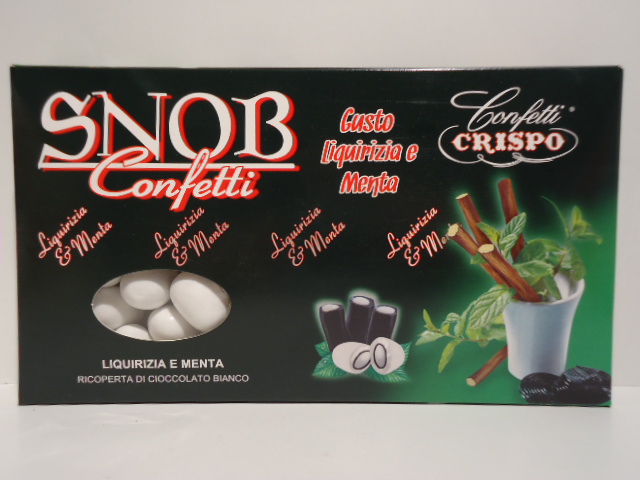 SNOB
Confetti
Gusto
liquirizia e
Menta
Confetti
CRISPO
Liquirizia
& Menta
Liquirizia
& Menta
Liquirizia
& Menta
Liquirizia
& Me
LIQUIRIZIA E MENTA
RICOPERTA DI CIOCCOLATO BIANCO